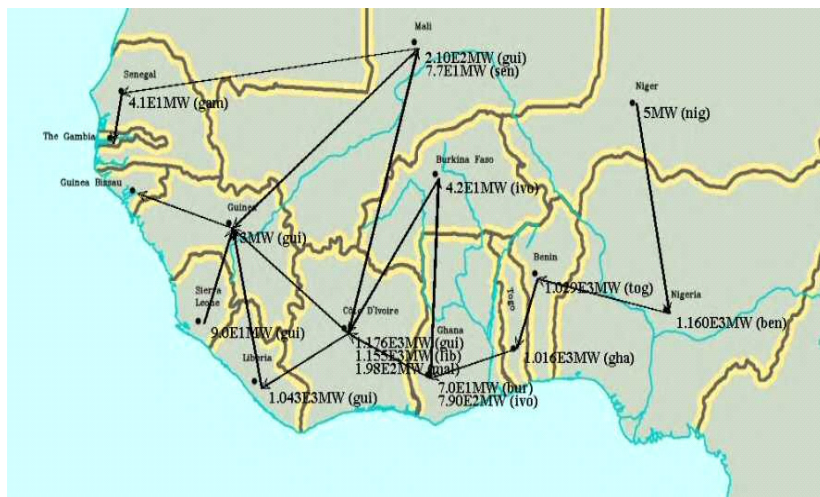 Mali
2.10E2MW (gui)
7.7E1MW (sen)
Senegal
4.1E1MW (gam)
Niger
5MW (nig)
The Gambia
Burkina Faso
4.2E1MW (ivo)
Guinea Bissau
Guinea
3MW (gui)
Benin
1.029E3MW (tog)
Togo
Nigeria
1.160E3MW (ben)
Sierra
Leone
9.0E1MW (gui)
Côte D'Ivoire
1.176E3MW (gui)
1.155E3MW (lib)
1.98E2MW (mal)
Ghana
7.0E1MW (bur)
7.90E2MW (ivo)
1.016E3MW (gha)
Liberia
1.043E3MW (gui)